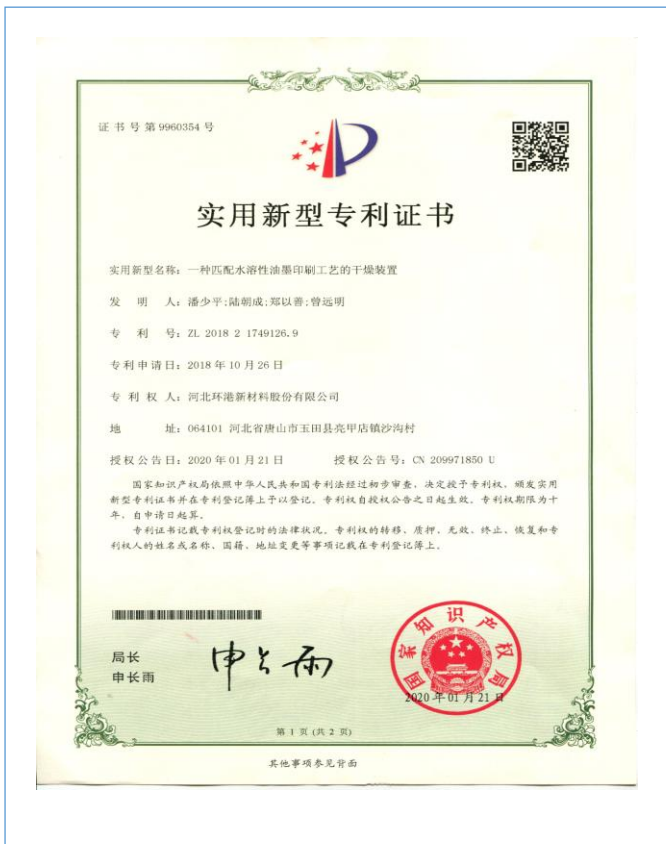 证书号第9960354号
实用新型专利证书
实用新型名称：一种匹配水溶性油墨印刷工艺的干燥装置
发明人：潘少平;陆朝成;郑以善;曾远明
专利号：ZL 2018 2 1749126.9
专利申请日：2018年10月26日
专利权人：河北环港新材料股份有限公司
地址：064101 河北省唐山市玉田县亮甲店镇沙沟村
授权公告日：2020年01月21日 授权公告号：CN 209971850 U
国家知识产权局依照中华人民共和国专利法经过初步审查，决定授予专利权，颁发实用
新型专利证书并在专利登记簿上予以登记。专利权自授权公告之日起生效。专利权期限为十
年，自申请日起算。
专利证书记载专利权登记时的法律状况。专利权的转移、质押、无效、终止、恢复和专
利权人的姓名或名称、国籍、地址变更等事项记载在专利登记簿上。
局长
申长雨
申长雨
国家知识产权局
2020年01月21日
第 1 页 (共 2 页)
其他事项参见背面